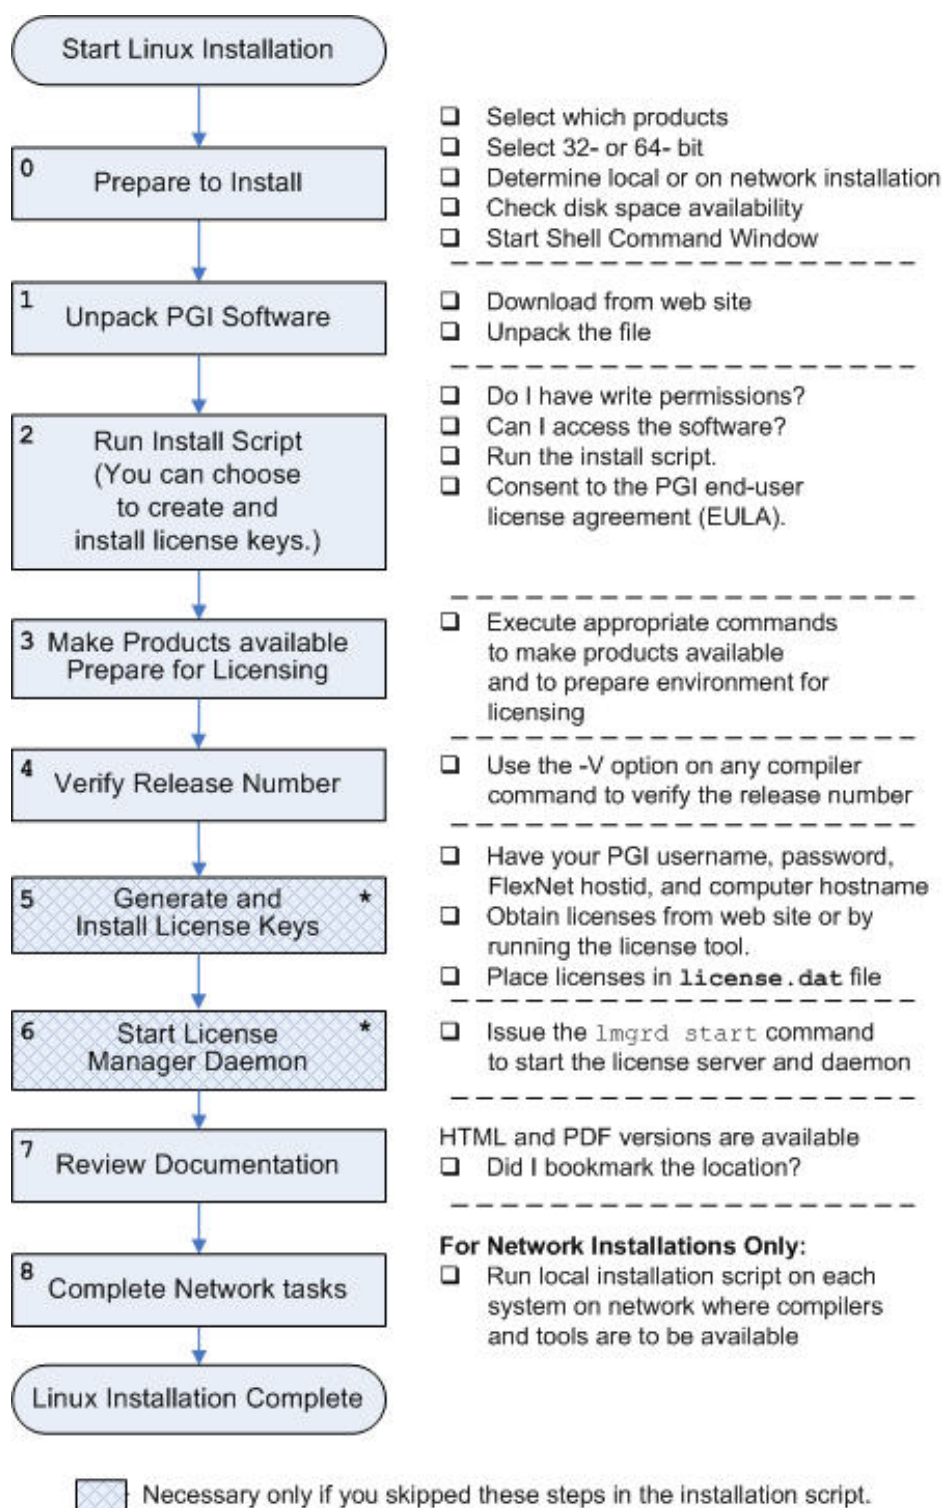 Start Linux Installation
❑ Select which products
❑ Select 32- or 64- bit
0
Prepare to Install
❑ Determine local or on network installation
❑ Check disk space availability
❑ Start Shell Command Window
1
Unpack PGI Software
❑ Download from web site
❑ Unpack the file
2
Run Install Script
(You can choose
to create and
install license keys.)
❑ Do I have write permissions?
❑ Can I access the software?
❑ Run the install script.
❑ Consent to the PGI end-user
license agreement (EULA).
3
Make Products available
Prepare for Licensing
❑ Execute appropriate commands
to make products available
and to prepare environment for
licensing
4
Verify Release Number
❑ Use the -V option on any compiler
command to verify the release number
5
Generate and *
Install License Keys
❑ Have your PGI username, password,
FlexNet hostid, and computer hostname
❑ Obtain licenses from web site or by
running the license tool.
❑ Place licenses in license.dat file
6
Start License *
Manager Daemon
❑ Issue the lmgrd start command
to start the license server and daemon
7
Review Documentation
HTML and PDF versions are available
❑ Did I bookmark the location?
8
Complete Network tasks
For Network Installations Only:
❑ Run local installation script on each
system on network where compilers
and tools are to be available
Linux Installation Complete
Necessary only if you skipped these steps in the installation script.